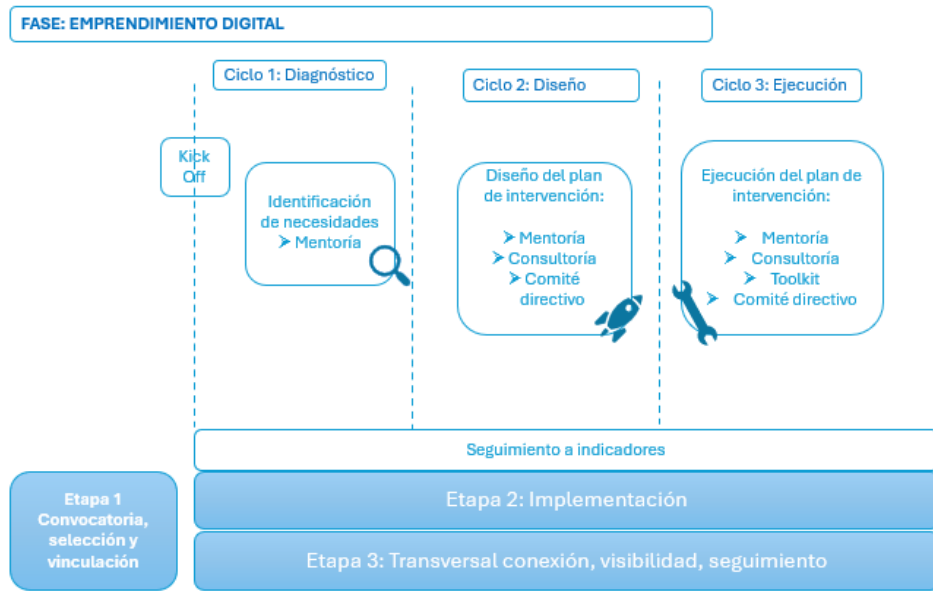 FASE: EMPRENDIMIENTO DIGITAL
Ciclo 1: Diagnóstico
Ciclo 2: Diseño
Ciclo 3: Ejecución
Kick
Off
Identificación
de necesidades
➢ Mentoría
Diseño del plan
de intervención:
➢ Mentoría
➢ Consultoría
➢ Comité
directivo
Ejecución del plan de
intervención:
➢ Mentoría
➢ Consultoría
➢ Toolkit
➢ Comité directivo
Seguimiento a indicadores
Etapa 1
Convocatoria,
selección y
vinculación
Etapa 2: Implementación
Etapa 3: Transversal conexión, visibilidad, seguimiento